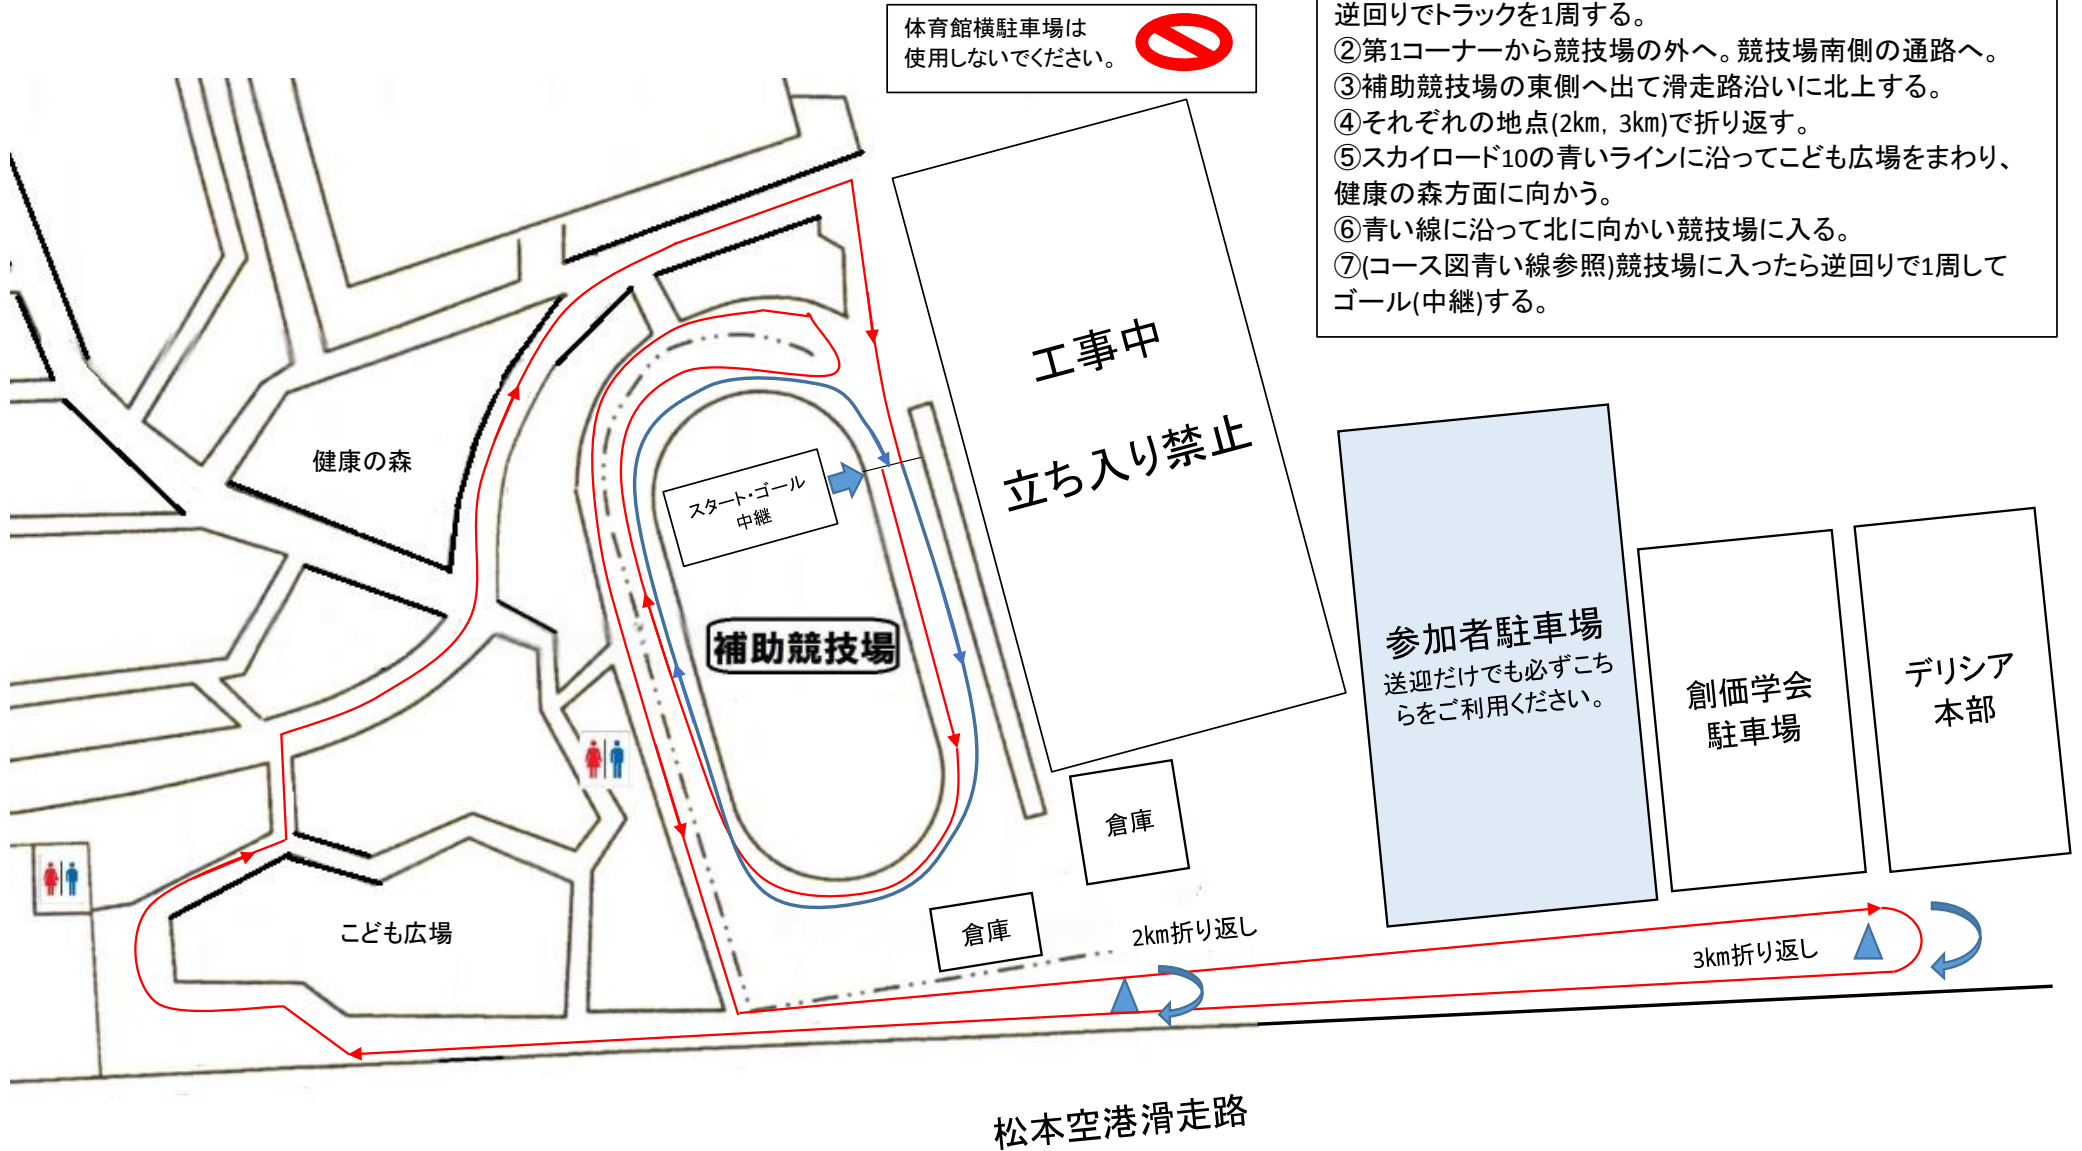 体育館横駐車場は
使用しないでください。
逆回りでトラックを1周する。
②第1コーナーから競技場の外へ。競技場南側の通路へ。
③補助競技場の東側へ出て滑走路沿いに北上する。
④それぞれの地点(2km, 3km)で折り返す。
⑤スカイロード10の青いラインに沿ってこども広場をまわり、
健康の森方面に向かう。
⑥青い線に沿って北に向かい競技場に入る。
⑦(コース図青い線参照)競技場に入ったら逆回りで1周して
ゴール(中継)する。
工事中
立ち入り禁止
健康の森
スタート・ゴール
中継
補助競技場
参加者駐車場
送迎だけでも必ずこち
らをご利用ください。
創価学会
駐車場
デリシア
本部
倉庫
倉庫
こども広場
2km折り返し
3km折り返し
松本空港滑走路